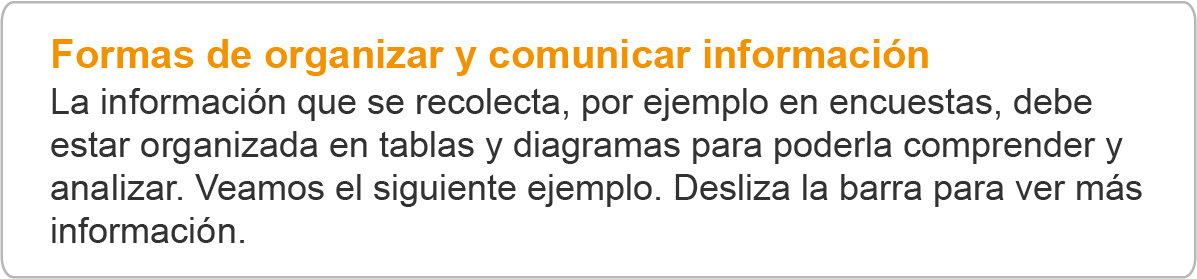 Formas de organizar y comunicar información
La información que se recolecta, por ejemplo en encuestas, debe
estar organizada en tablas y diagramas para poderla comprender y
analizar. Veamos el siguiente ejemplo. Desliza la barra para ver más
información.